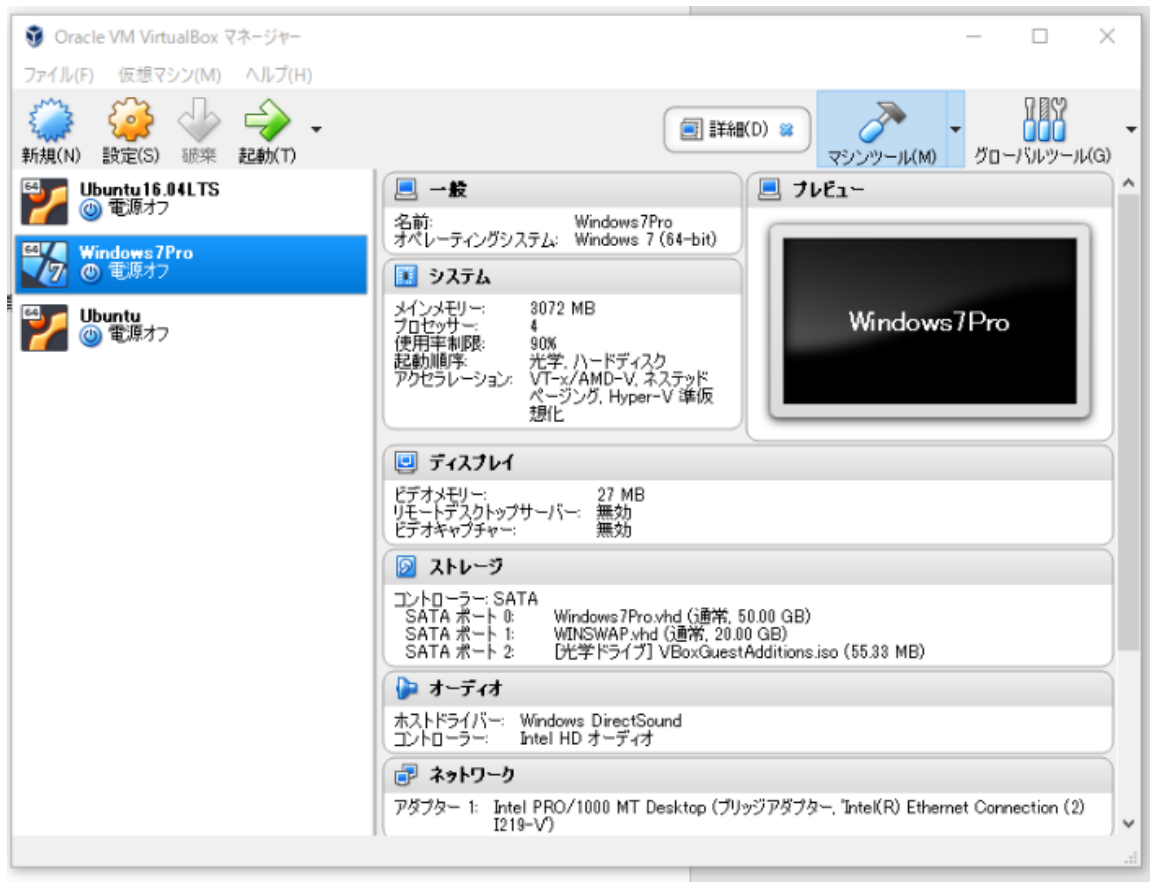 Oracle VM VirtualBox マネージャー
ファイル(F) 仮想マシン(M) ヘルプ(H)
新規(N) 設定(S) 破棄 起動(T) 詳細(D) マシンツール(M) グローバルツール(G)
64 Ubuntu16.04LTS
電源オフ
64 Windows7Pro
7 電源オフ
64 Ubuntu
電源オフ
一般
名前: Windows7Pro
オペレーティングシステム: Windows 7 (64-bit)
プレビュー
Windows7Pro
システム
メインメモリー: 3072 MB
プロセッサー: 4
使用率制限: 90%
起動順序: 光学, ハードディスク
アクセラレーション: VT-x/AMD-V, ネステッド
ページング, Hyper-V 準仮
想化
ディスプレイ
ビデオメモリー: 27 MB
リモートデスクトップサーバー: 無効
ビデオキャプチャー: 無効
ストレージ
コントローラー: SATA
SATA ポート 0: Windows7Pro.vhd (通常, 50.00 GB)
SATA ポート 1: WINSWAP.vhd (通常, 20.00 GB)
SATA ポート 2: [光学ドライブ] VBoxGuestAdditions.iso (55.33 MB)
オーディオ
ホストドライバー: Windows DirectSound
コントローラー: Intel HD オーディオ
ネットワーク
アダプター 1: Intel PRO/1000 MT Desktop (ブリッジアダプター, 'Intel(R) Ethernet Connection (2)
I219-V')